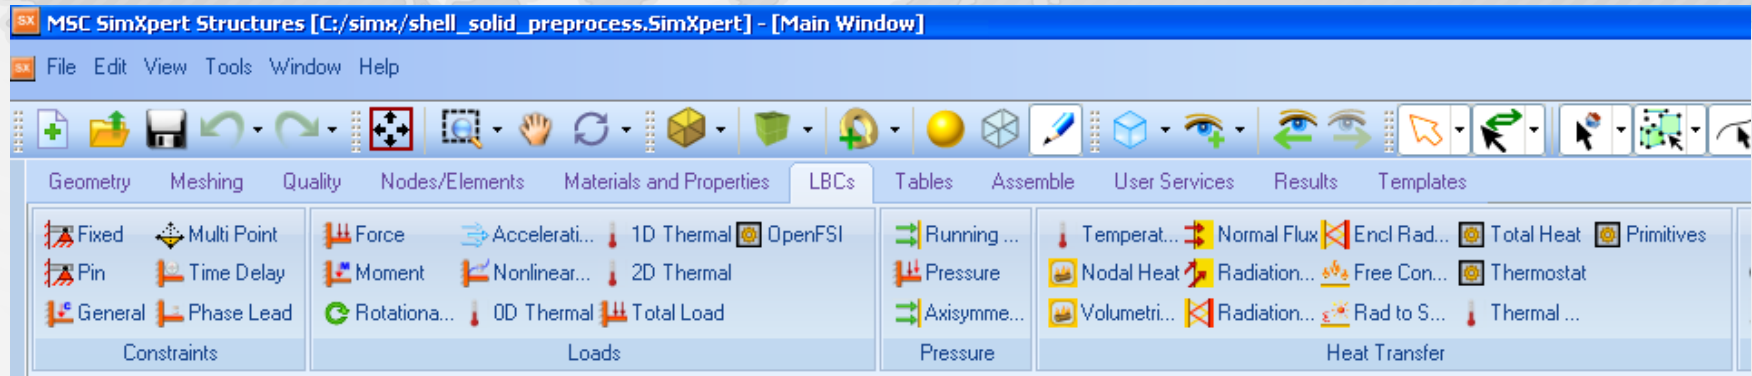 MSC SimXpert Structures [C:/simx/shell_solid_preprocess.SimXpert] - [Main Window]
File Edit View Tools Window Help
Geometry Meshing Quality Nodes/Elements Materials and Properties LBCs Tables Assemble User Services Results Templates
Fixed Multi Point Force Accelerati... 1D Thermal OpenFSI Running ... Temperat... Normal Flux Encl Rad... Total Heat Primitives
Pin Time Delay Moment Nonlinear... 2D Thermal Pressure Nodal Heat Radiation... Free Con... Thermostat
General Phase Lead Rotationa... 0D Thermal Total Load Axisymme... Volumetri... Radiation... Rad to S... Thermal ...
Constraints Loads Pressure Heat Transfer